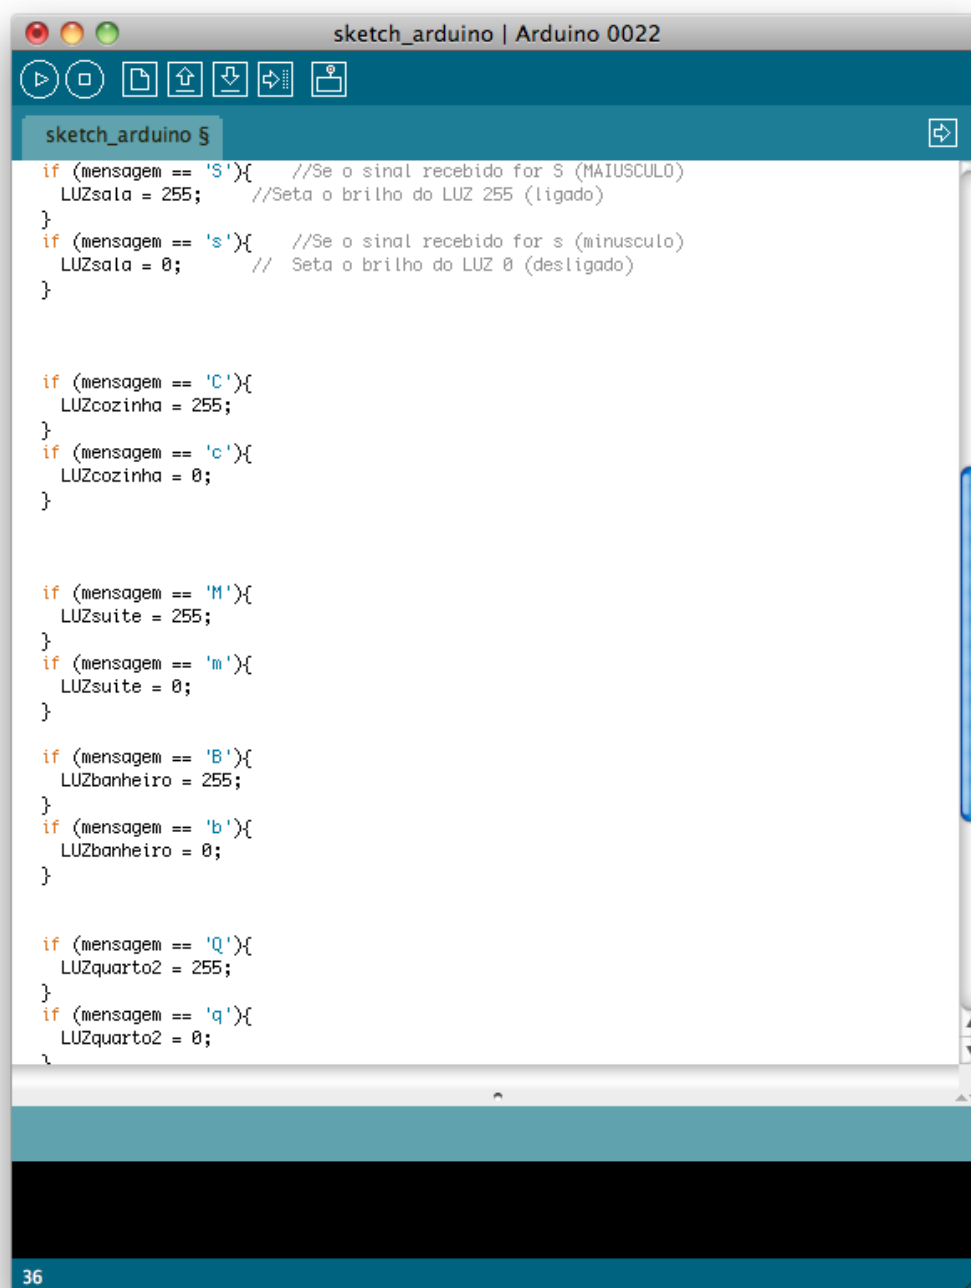 sketch_arduino | Arduino 0022
sketch_arduino §
if (mensagem == 'S'){    //Se o sinal recebido for S (MAIUSCULO)
  LUZsala = 255;     //Seta o brilho do LUZ 255 (ligado)
}
if (mensagem == 's'){    //Se o sinal recebido for s (minusculo)
  LUZsala = 0;       //  Seta o brilho do LUZ 0 (desligado)
}
if (mensagem == 'C'){
  LUZcozinha = 255;
}
if (mensagem == 'c'){
  LUZcozinha = 0;
}
if (mensagem == 'M'){
  LUZsuite = 255;
}
if (mensagem == 'm'){
  LUZsuite = 0;
}
if (mensagem == 'B'){
  LUZbanheiro = 255;
}
if (mensagem == 'b'){
  LUZbanheiro = 0;
}
if (mensagem == 'Q'){
  LUZquarto2 = 255;
}
if (mensagem == 'q'){
  LUZquarto2 = 0;
}
36